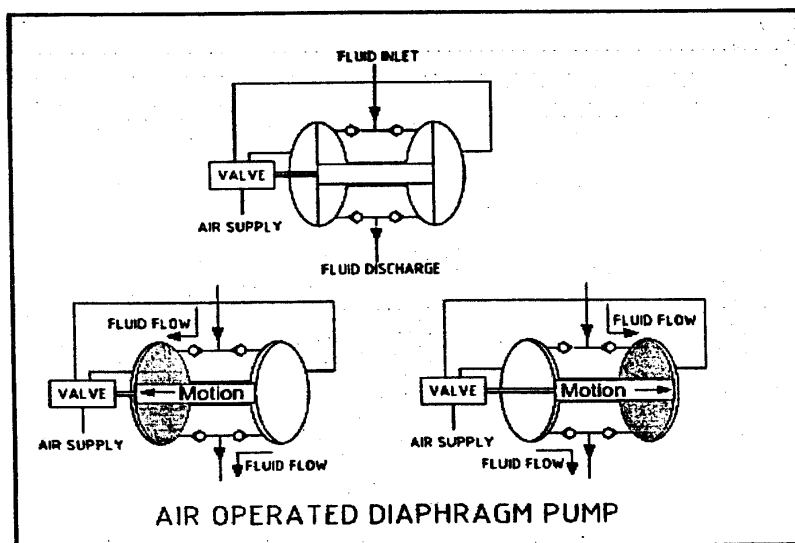 FLUID INLET
VALVE
AIR SUPPLY
FLUID DISCHARGE
FLUID FLOW
VALVE
Motion
AIR SUPPLY
FLUID FLOW
FLUID FLOW
VALVE
Motion
AIR SUPPLY
FLUID FLOW
AIR OPERATED DIAPHRAGM PUMP